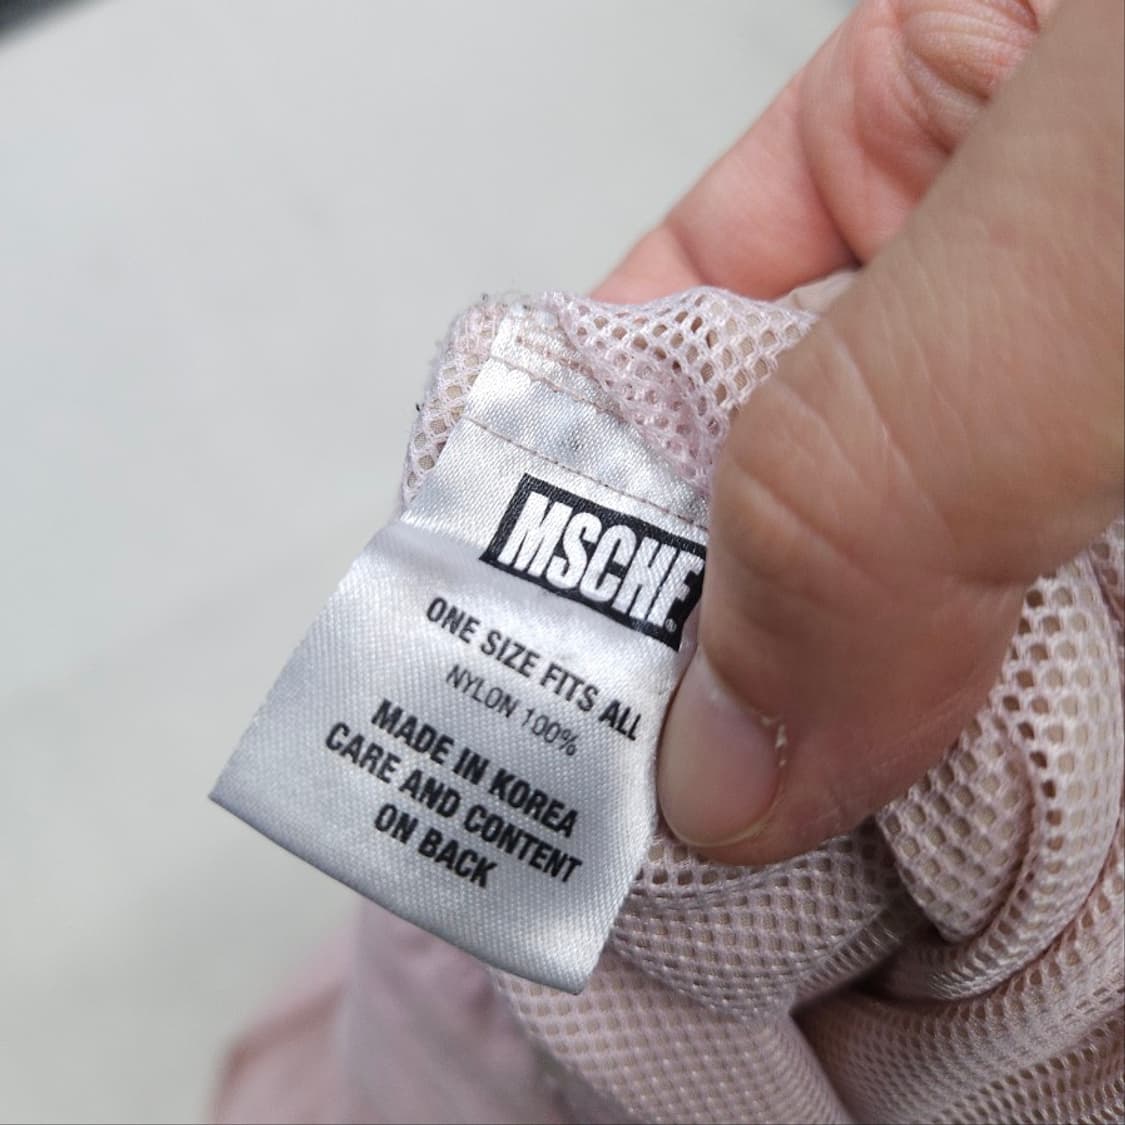 MSCHF®
ONE SIZE FITS ALL
NYLON 100%
MADE IN KOREA
CARE AND CONTENT
ON BACK